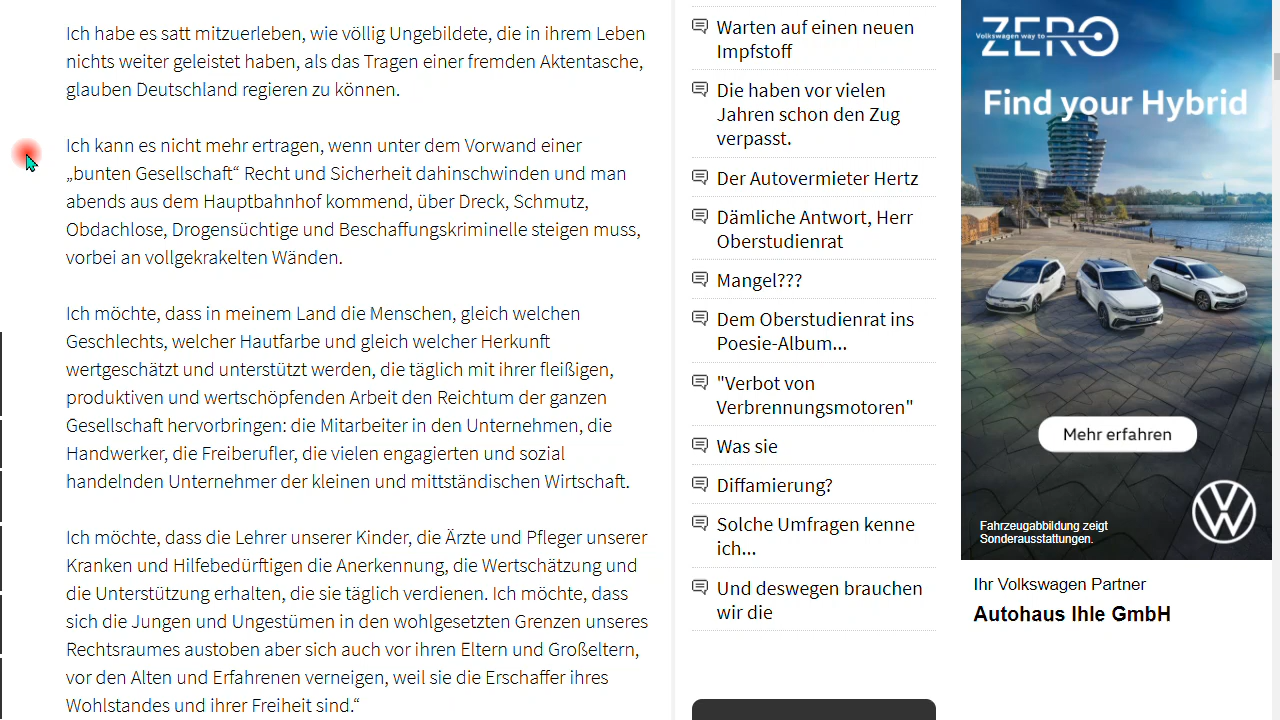 Ich habe es satt mitzuerleben, wie völlig Ungebildete, die in ihrem Leben
nichts weiter geleistet haben, als das Tragen einer fremden Aktentasche,
glauben Deutschland regieren zu können.
Ich kann es nicht mehr ertragen, wenn unter dem Vorwand einer
„bunten Gesellschaft“ Recht und Sicherheit dahinschwinden und man
abends aus dem Hauptbahnhof kommend, über Dreck, Schmutz,
Obdachlose, Drogensüchtige und Beschaffungskriminelle steigen muss,
vorbei an vollgekrakelten Wänden.
Ich möchte, dass in meinem Land die Menschen, gleich welchen
Geschlechts, welcher Hautfarbe und gleich welcher Herkunft
wertgeschätzt und unterstützt werden, die täglich mit ihrer fleißigen,
produktiven und wertschöpfenden Arbeit den Reichtum der ganzen
Gesellschaft hervorbringen: die Mitarbeiter in den Unternehmen, die
Handwerker, die Freiberufler, die vielen engagierten und sozial
handelnden Unternehmer der kleinen und mittständischen Wirtschaft.
Ich möchte, dass die Lehrer unserer Kinder, die Ärzte und Pfleger unserer
Kranken und Hilfebedürftigen die Anerkennung, die Wertschätzung und
die Unterstützung erhalten, die sie täglich verdienen. Ich möchte, dass
sich die Jungen und Ungestümen in den wohlgesetzten Grenzen unseres
Rechtsraumes austoben aber sich auch vor ihren Eltern und Großeltern,
vor den Alten und Erfahrenen verneigen, weil sie die Erschaffer ihres
Wohlstandes und ihrer Freiheit sind.“
Warten auf einen neuen
Impfstoff
Die haben vor vielen
Jahren schon den Zug
verpasst.
Der Autovermieter Hertz
Dämliche Antwort, Herr
Oberstudienrat
Mangel???
Dem Oberstudienrat ins
Poesie-Album...
"Verbot von
Verbrennungsmotoren"
Was sie
Diffamierung?
Solche Umfragen kenne
ich...
Und deswegen brauchen
wir die
Volkswagen way to
ZERO
Find your Hybrid
Mehr erfahren
Fahrzeugabbildung zeigt
Sonderausstattungen.
Ihr Volkswagen Partner
Autohaus Ihle GmbH